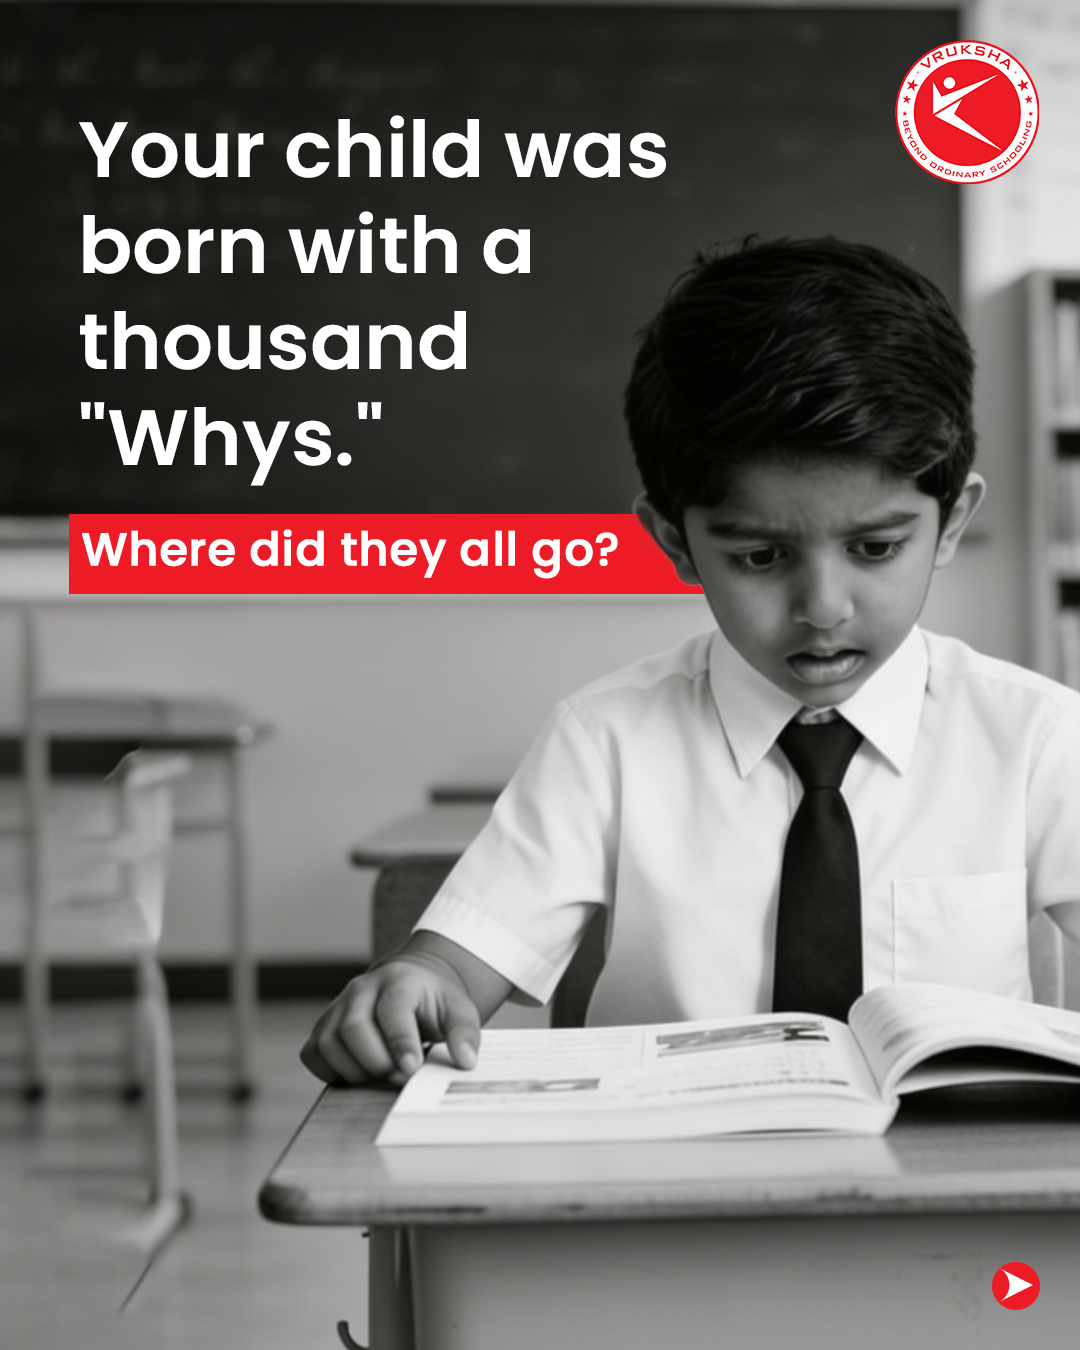 VRUKSHA
BEYOND ORDINARY SCHOOLING
Your child was
born with a
thousand
"Whys."
Where did they all go?